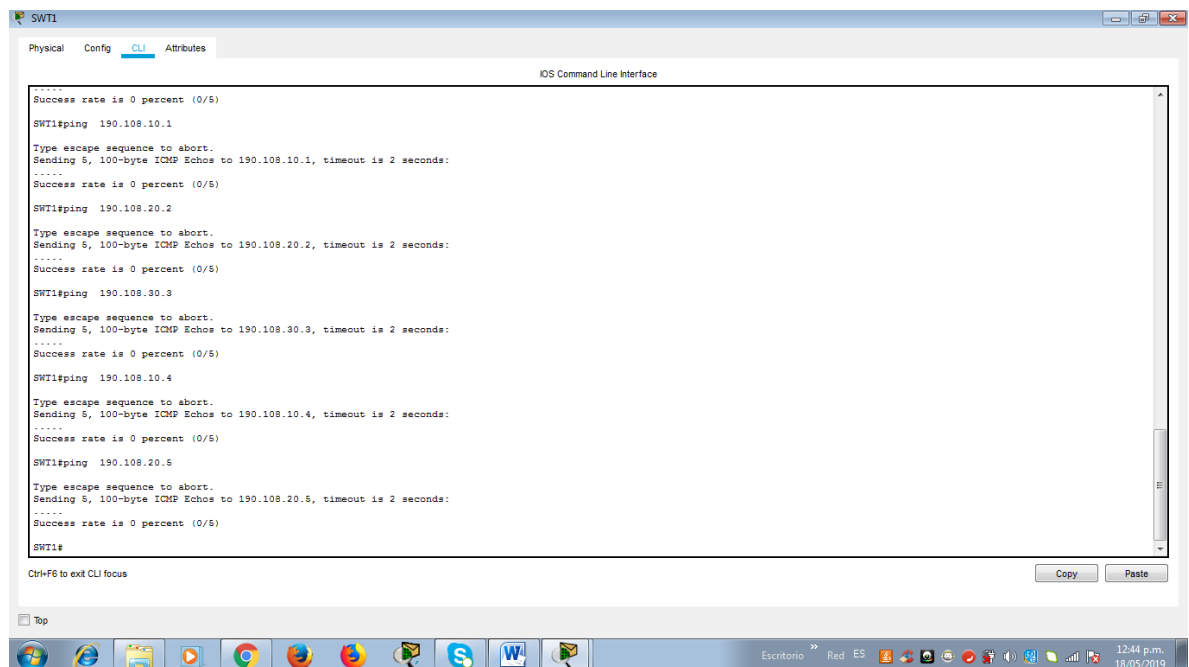 SWT1
Physical Config CLI Attributes
IOS Command Line Interface
.....
Success rate is 0 percent (0/5)
SWT1#ping 190.108.10.1
Type escape sequence to abort.
Sending 5, 100-byte ICMP Echos to 190.108.10.1, timeout is 2 seconds:
.....
Success rate is 0 percent (0/5)
SWT1#ping 190.108.20.2
Type escape sequence to abort.
Sending 5, 100-byte ICMP Echos to 190.108.20.2, timeout is 2 seconds:
.....
Success rate is 0 percent (0/5)
SWT1#ping 190.108.30.3
Type escape sequence to abort.
Sending 5, 100-byte ICMP Echos to 190.108.30.3, timeout is 2 seconds:
.....
Success rate is 0 percent (0/5)
SWT1#ping 190.108.10.4
Type escape sequence to abort.
Sending 5, 100-byte ICMP Echos to 190.108.10.4, timeout is 2 seconds:
.....
Success rate is 0 percent (0/5)
SWT1#ping 190.108.20.5
Type escape sequence to abort.
Sending 5, 100-byte ICMP Echos to 190.108.20.5, timeout is 2 seconds:
.....
Success rate is 0 percent (0/5)
SWT1#
Ctrl+F6 to exit CLI focus
Copy Paste
Top
Escritorio » Red ES 12:44 p.m.
18/05/2019